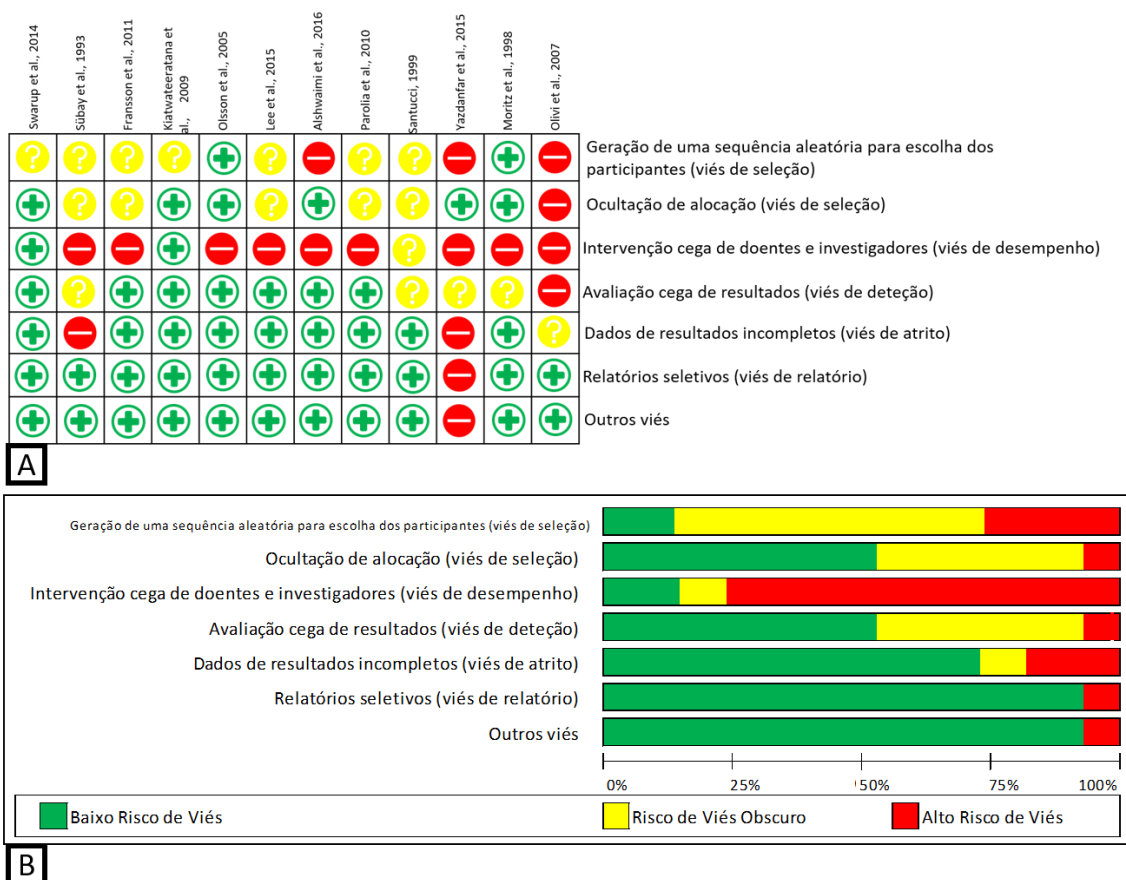 Swarup et al., 2014
Sübay et al., 1993
Fransson et al., 2011
Kiatwateeratana et
al., 2009
Olsson et al., 2005
Lee et al., 2015
Alshwaimi et al., 2016
Parolia et al., 2010
Santucci, 1999
Yazdanfar et al., 2015
Moritz et al., 1998
Olivi et al., 2007
Geração de uma sequência aleatória para escolha dos
participantes (viés de seleção)
Ocultação de alocação (viés de seleção)
Intervenção cega de doentes e investigadores (viés de desempenho)
Avaliação cega de resultados (viés de deteção)
Dados de resultados incompletos (viés de atrito)
Relatórios seletivos (viés de relatório)
Outros viés
A
Geração de uma sequência aleatória para escolha dos participantes (viés de seleção)
Ocultação de alocação (viés de seleção)
Intervenção cega de doentes e investigadores (viés de desempenho)
Avaliação cega de resultados (viés de deteção)
Dados de resultados incompletos (viés de atrito)
Relatórios seletivos (viés de relatório)
Outros viés
0% 25% 50% 75% 100%
Baixo Risco de Viés Risco de Viés Obscuro Alto Risco de Viés
B